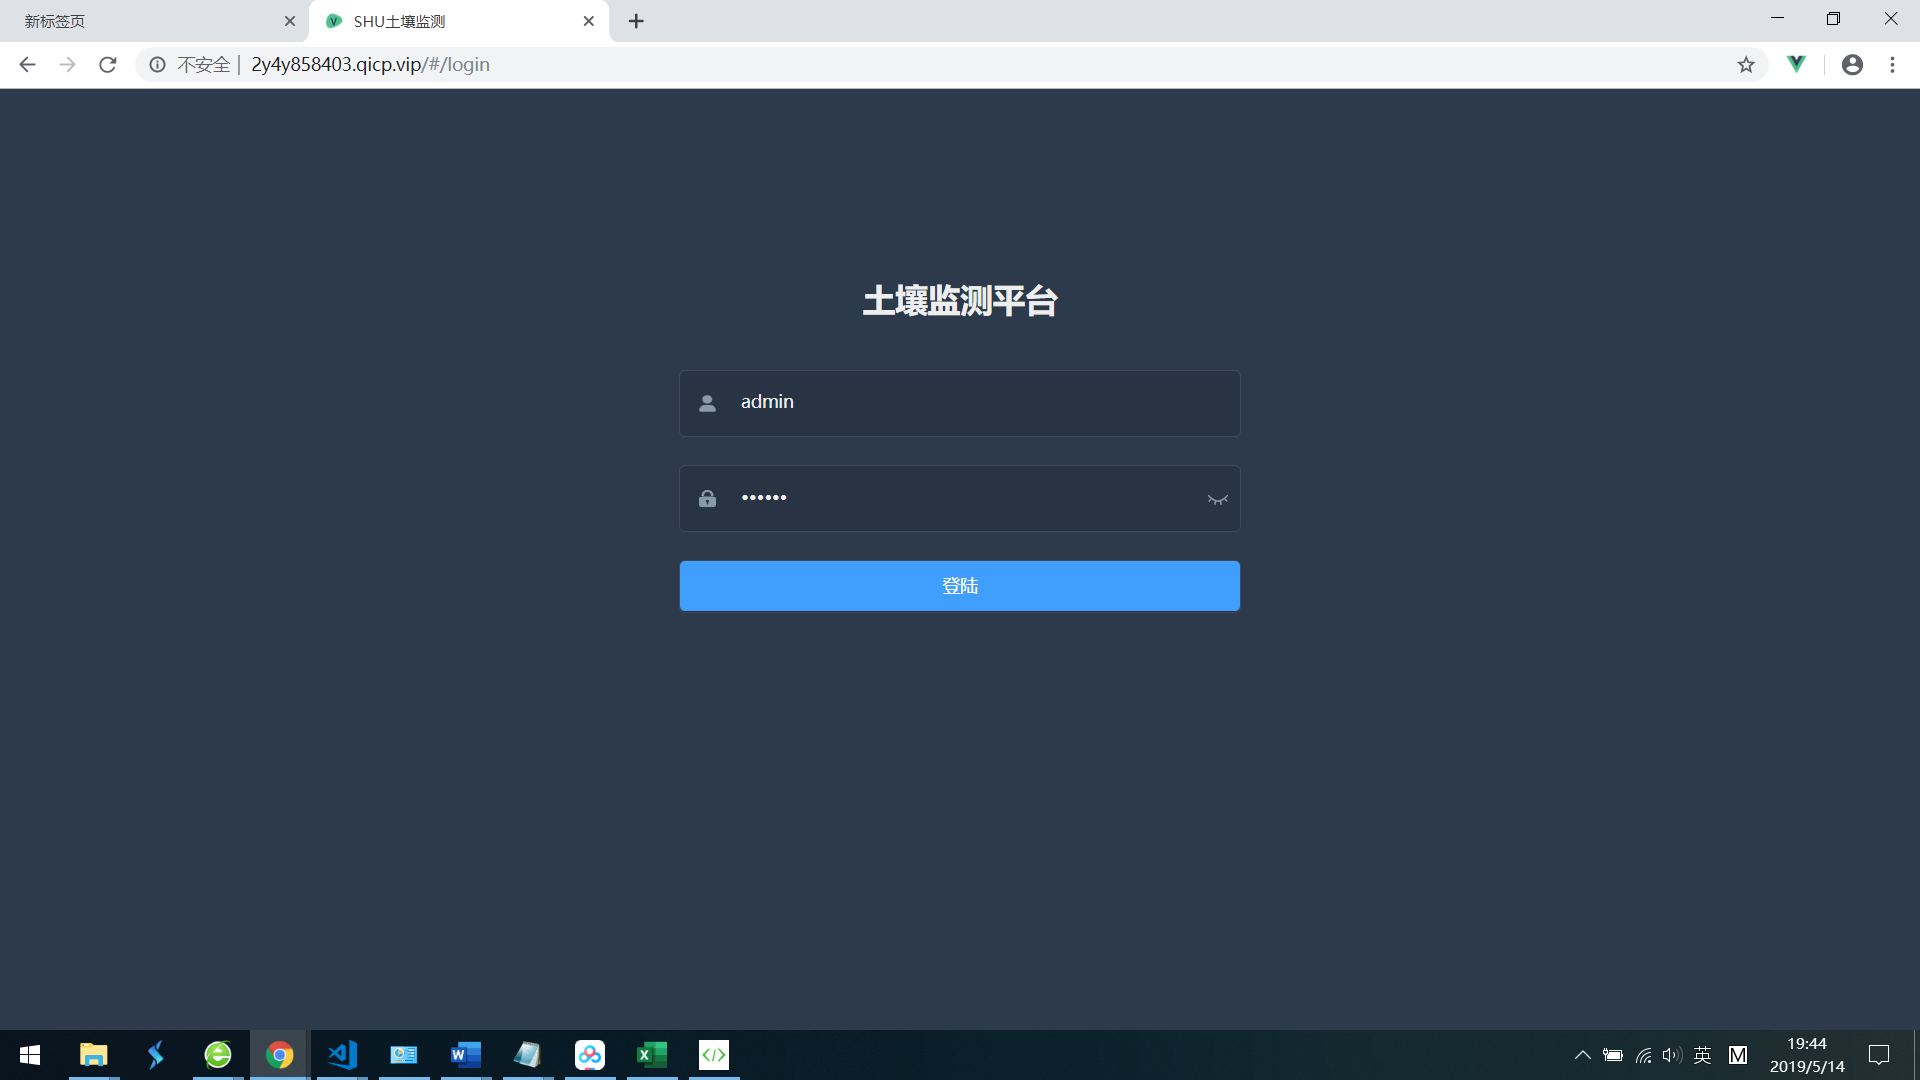 新标签页
SHU土壤监测
不安全 | 2y4y858403.qicp.vip/#/login
土壤监测平台
admin
••••••
登陆
英
M
19:44
2019/5/14